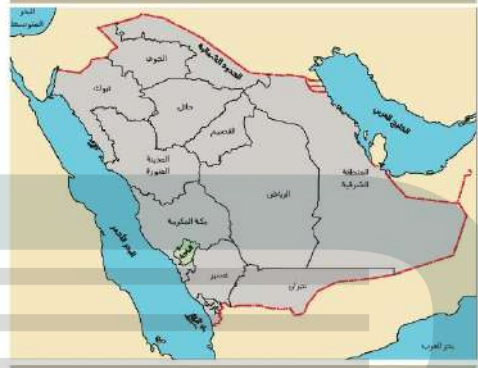 البحر
المتوسط
الحدود الشمالية
الجوف
تبوك
حائل
القصيم
الخليج العربي
المدينة
المنورة
المنطقة
الشرقية
الرياض
مكة المكرمة
البحر الأحمر
الباحة
عسير
نجران
بحر العرب